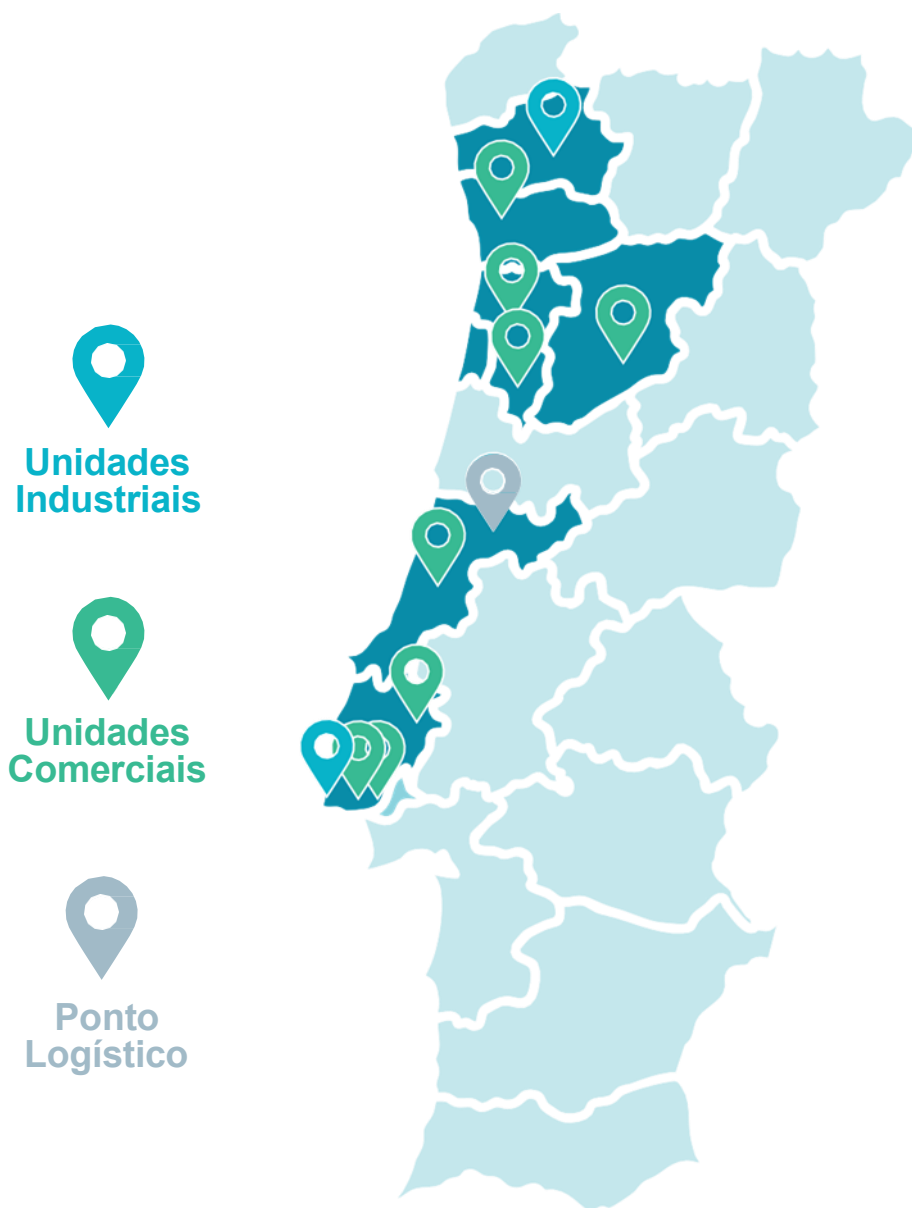 Unidades
Industriais
Unidades
Comerciais
Ponto
Logístico